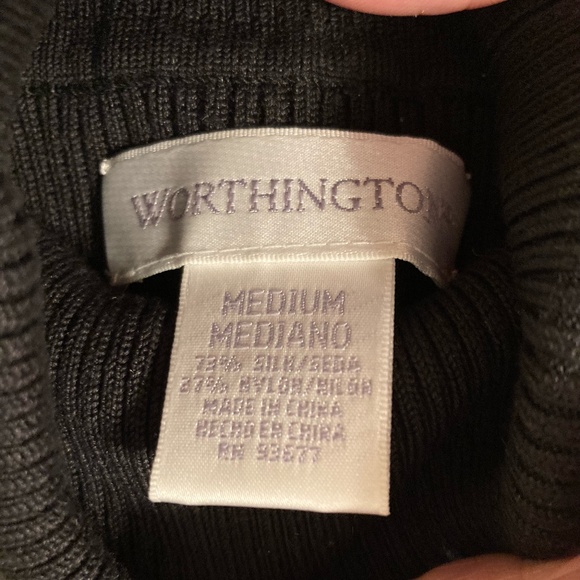 WORTHINGTON
MEDIUM
MEDIANO
73% SILK/SEDA
27% NYLON/NILON
MADE IN CHINA
HECHO EN CHINA
RN 93677